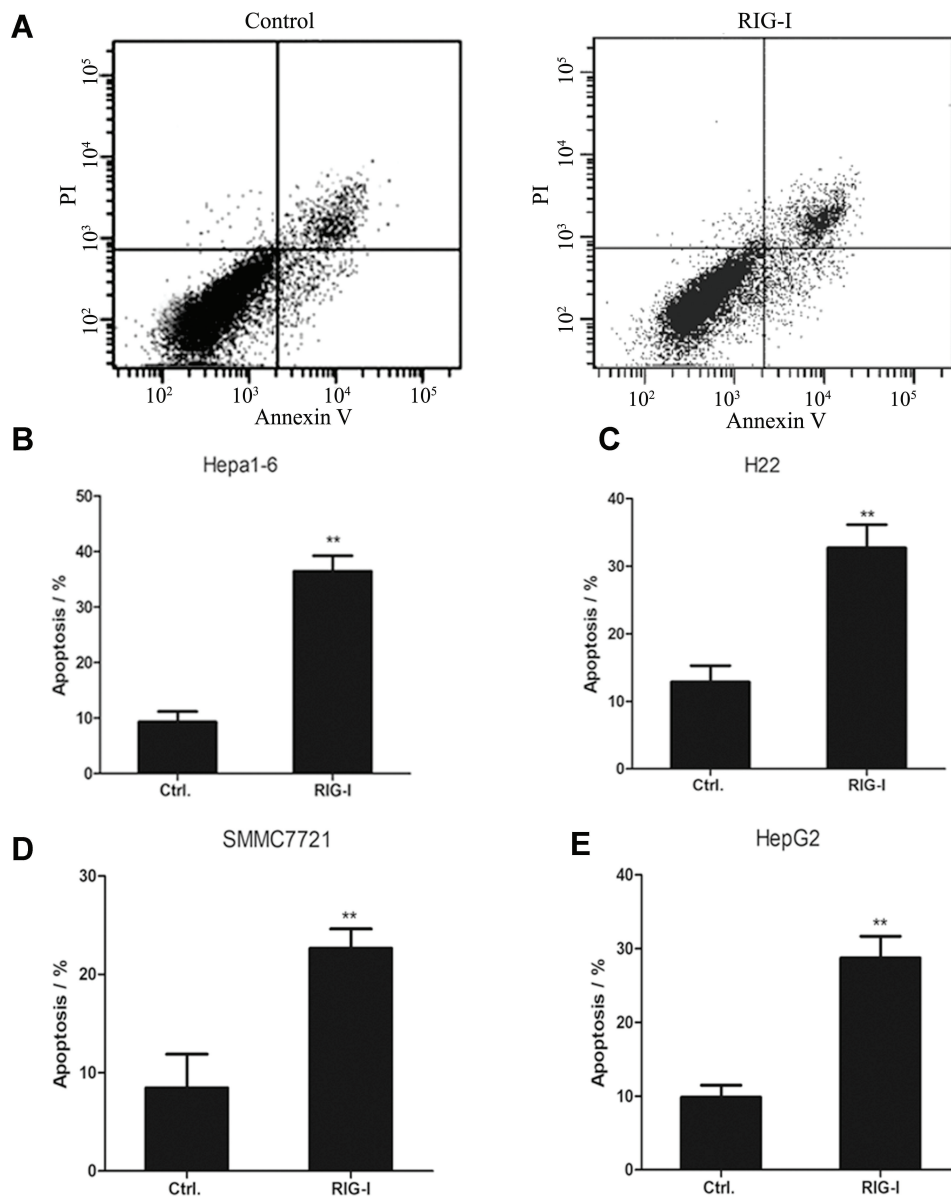 A
Control
RIG-I
10⁵
10⁴
10³
10²
PI
10² 10³ 10⁴ 10⁵
Annexin V
10⁵
10⁴
10³
10²
PI
10² 10³ 10⁴ 10⁵
Annexin V
B
Hepa1-6
50
40
30
20
10
0
Apoptosis / %
**
Ctrl. RIG-I
C
H22
40
30
20
10
0
Apoptosis / %
**
Ctrl. RIG-I
D
SMMC7721
30
20
10
0
Apoptosis / %
**
Ctrl. RIG-I
E
HepG2
40
30
20
10
0
Apoptosis / %
**
Ctrl. RIG-I